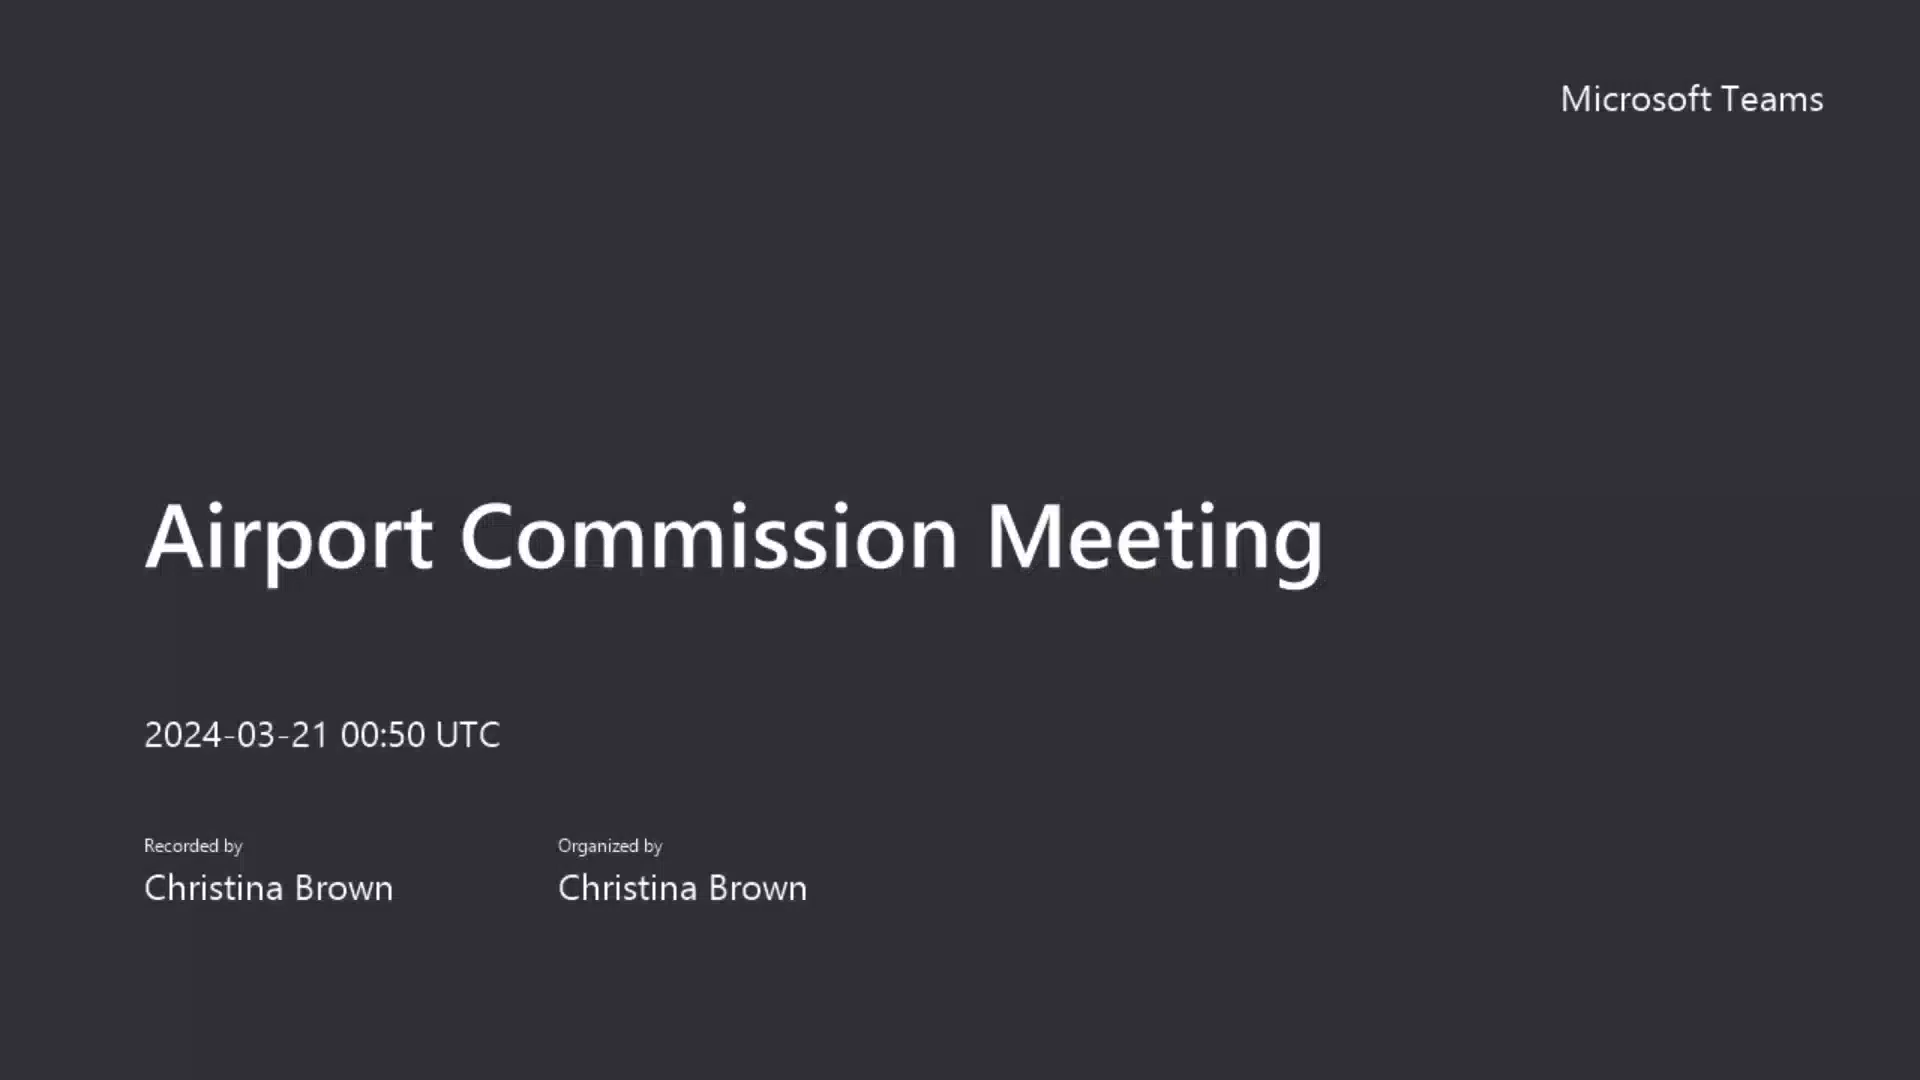 Microsoft Teams
Airport Commission Meeting
2024-03-21 00:50 UTC
Recorded by
Christina Brown
Organized by
Christina Brown